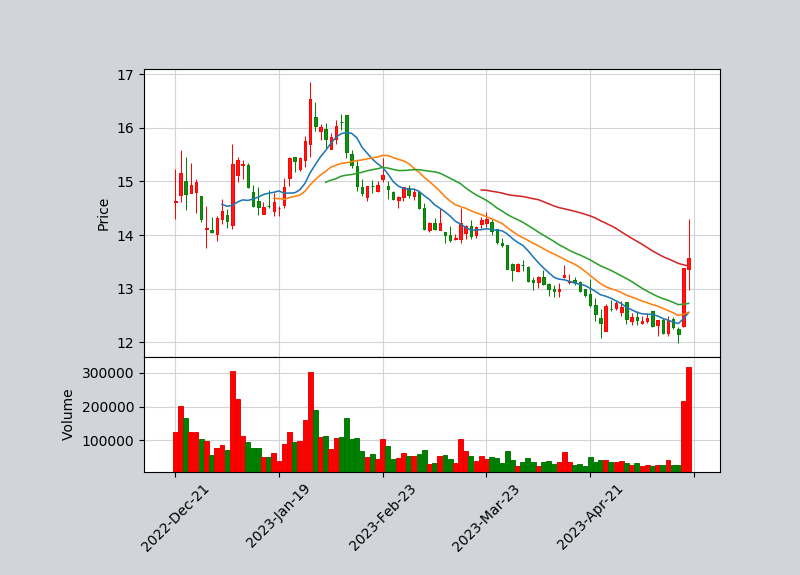 17
16
15
14
13
12
Price
300000
200000
100000
Volume
2022-Dec-21
2023-Jan-19
2023-Feb-23
2023-Mar-23
2023-Apr-21